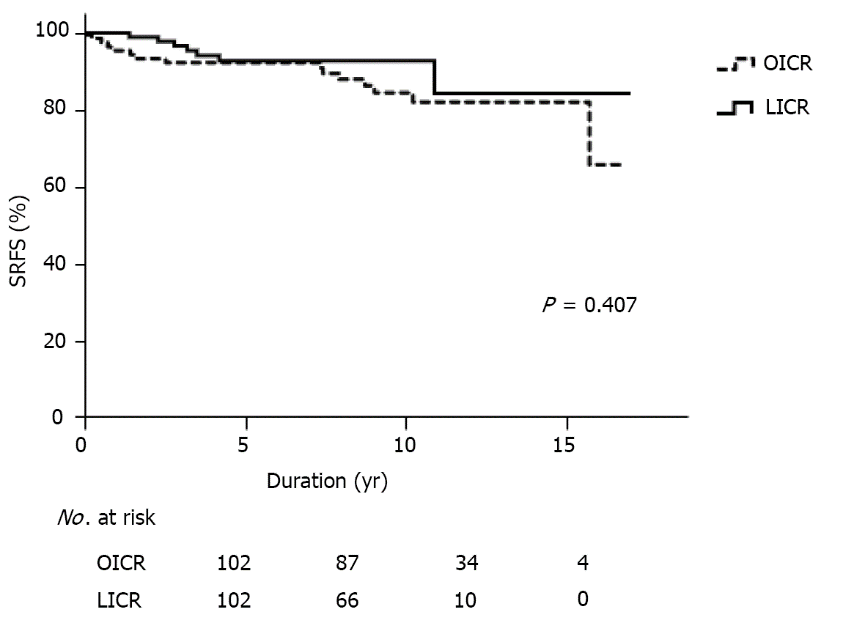 100
80
60
40
20
0
SRFS (%)
OICR
LICR
P = 0.407
0 5 10 15
Duration (yr)
No. at risk
OICR 102 87 34 4
LICR 102 66 10 0